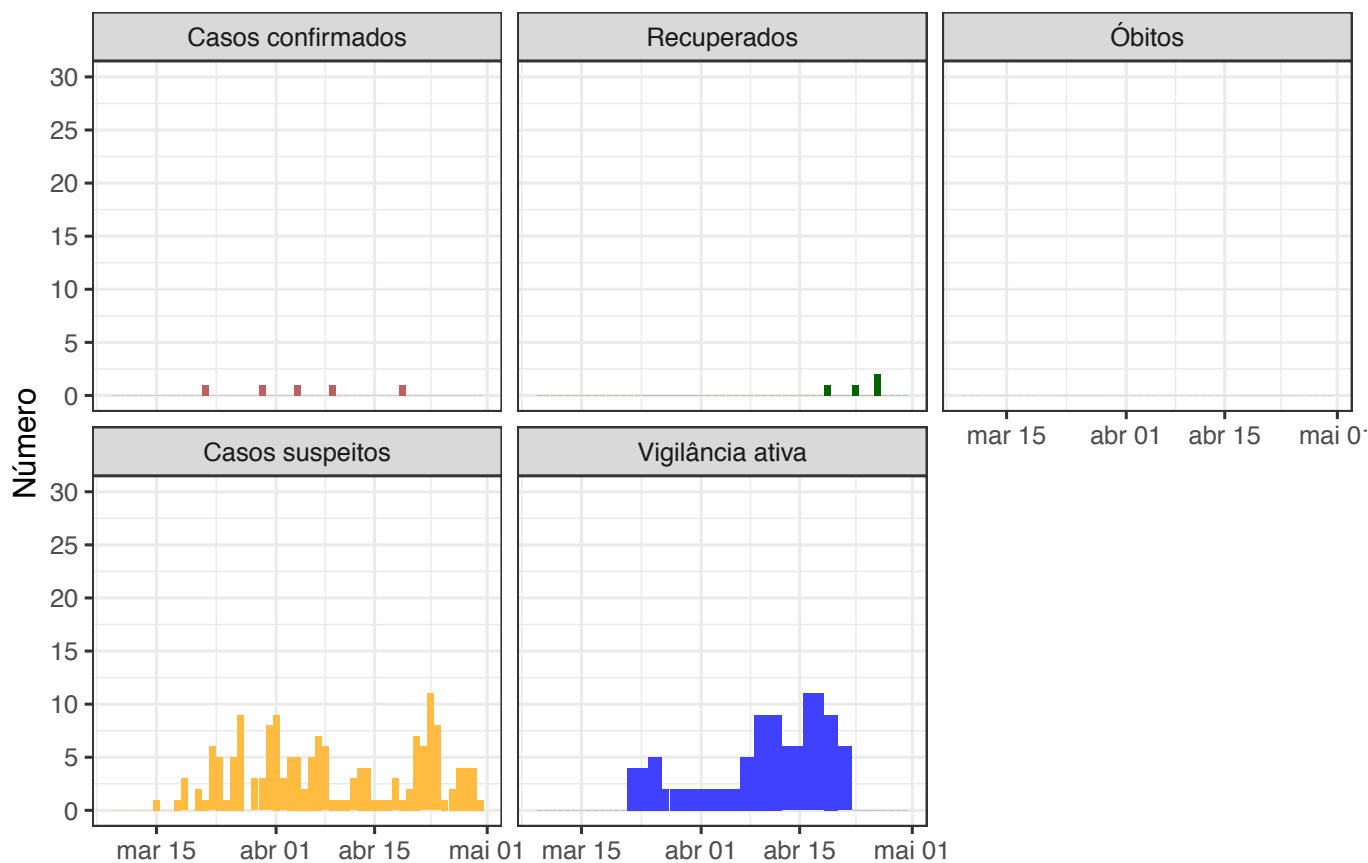 Casos confirmados
Recuperados
Óbitos
30
25
20
15
10
5
0
mar 15
abr 01
abr 15
mai 01
Número
Casos suspeitos
Vigilância ativa
30
25
20
15
10
5
0
mar 15
abr 01
abr 15
mai 01
mar 15
abr 01
abr 15
mai 01